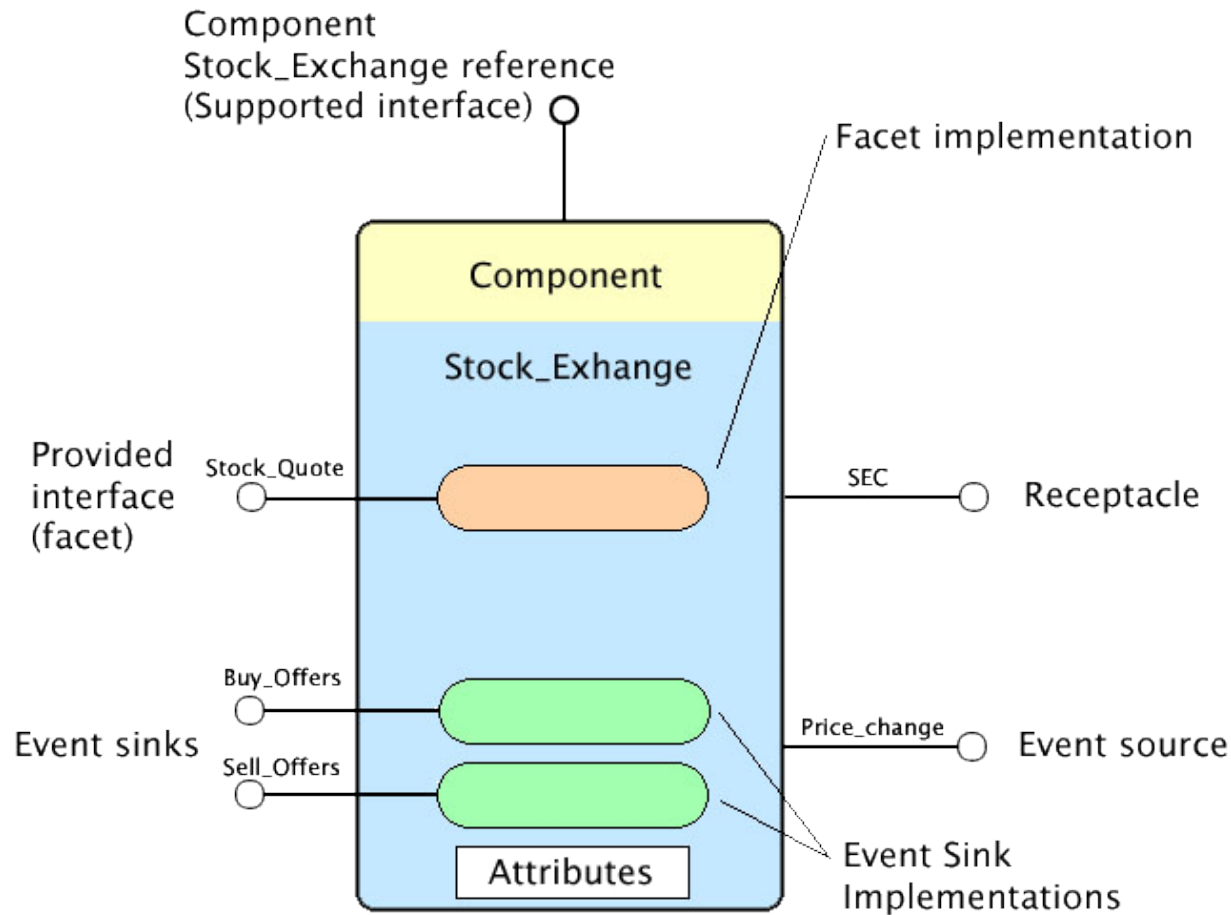 Component
Stock_Exchange reference
(Supported interface)
Facet implementation
Component
Stock_Exhange
Provided
interface
(facet)
Stock_Quote
SEC
Receptacle
Buy_Offers
Event sinks
Sell_Offers
Price_change
Event source
Attributes
Event Sink
Implementations